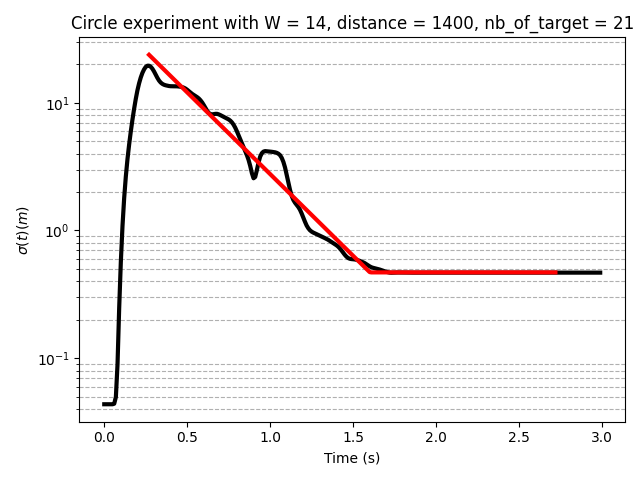 Circle experiment with W = 14, distance = 1400, nb_of_target = 21
10¹
10⁰
10⁻¹
σ(t)(m)
0.0 0.5 1.0 1.5 2.0 2.5 3.0
Time (s)